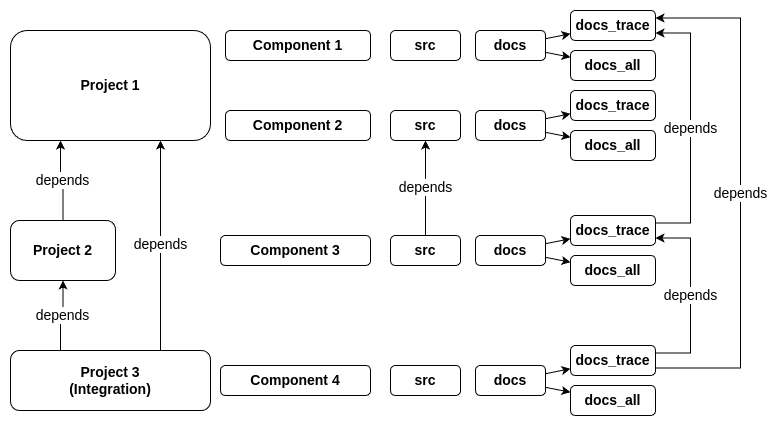 Project 1
Component 1
src
docs
docs_trace
docs_all
Component 2
src
docs
docs_trace
docs_all
depends
depends
depends
depends
depends
Project 2
Component 3
src
docs
docs_trace
docs_all
depends
depends
Project 3
(Integration)
Component 4
src
docs
docs_trace
docs_all